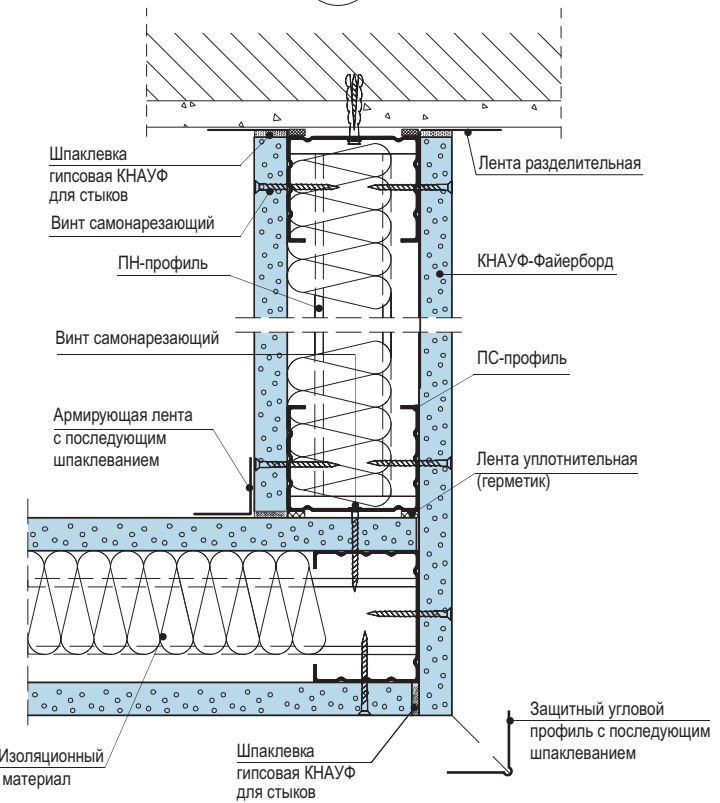 Шпаклевка
гипсовая КНАУФ
для стыков
Лента разделительная
Винт самонарезающий
ПН-профиль
КНАУФ-Файерборд
Винт самонарезающий
ПС-профиль
Армирующая лента
с последующим
шпаклеванием
Лента уплотнительная
(герметик)
Защитный угловой
профиль с последующим
шпаклеванием
Изоляционный
материал
Шпаклевка
гипсовая КНАУФ
для стыков